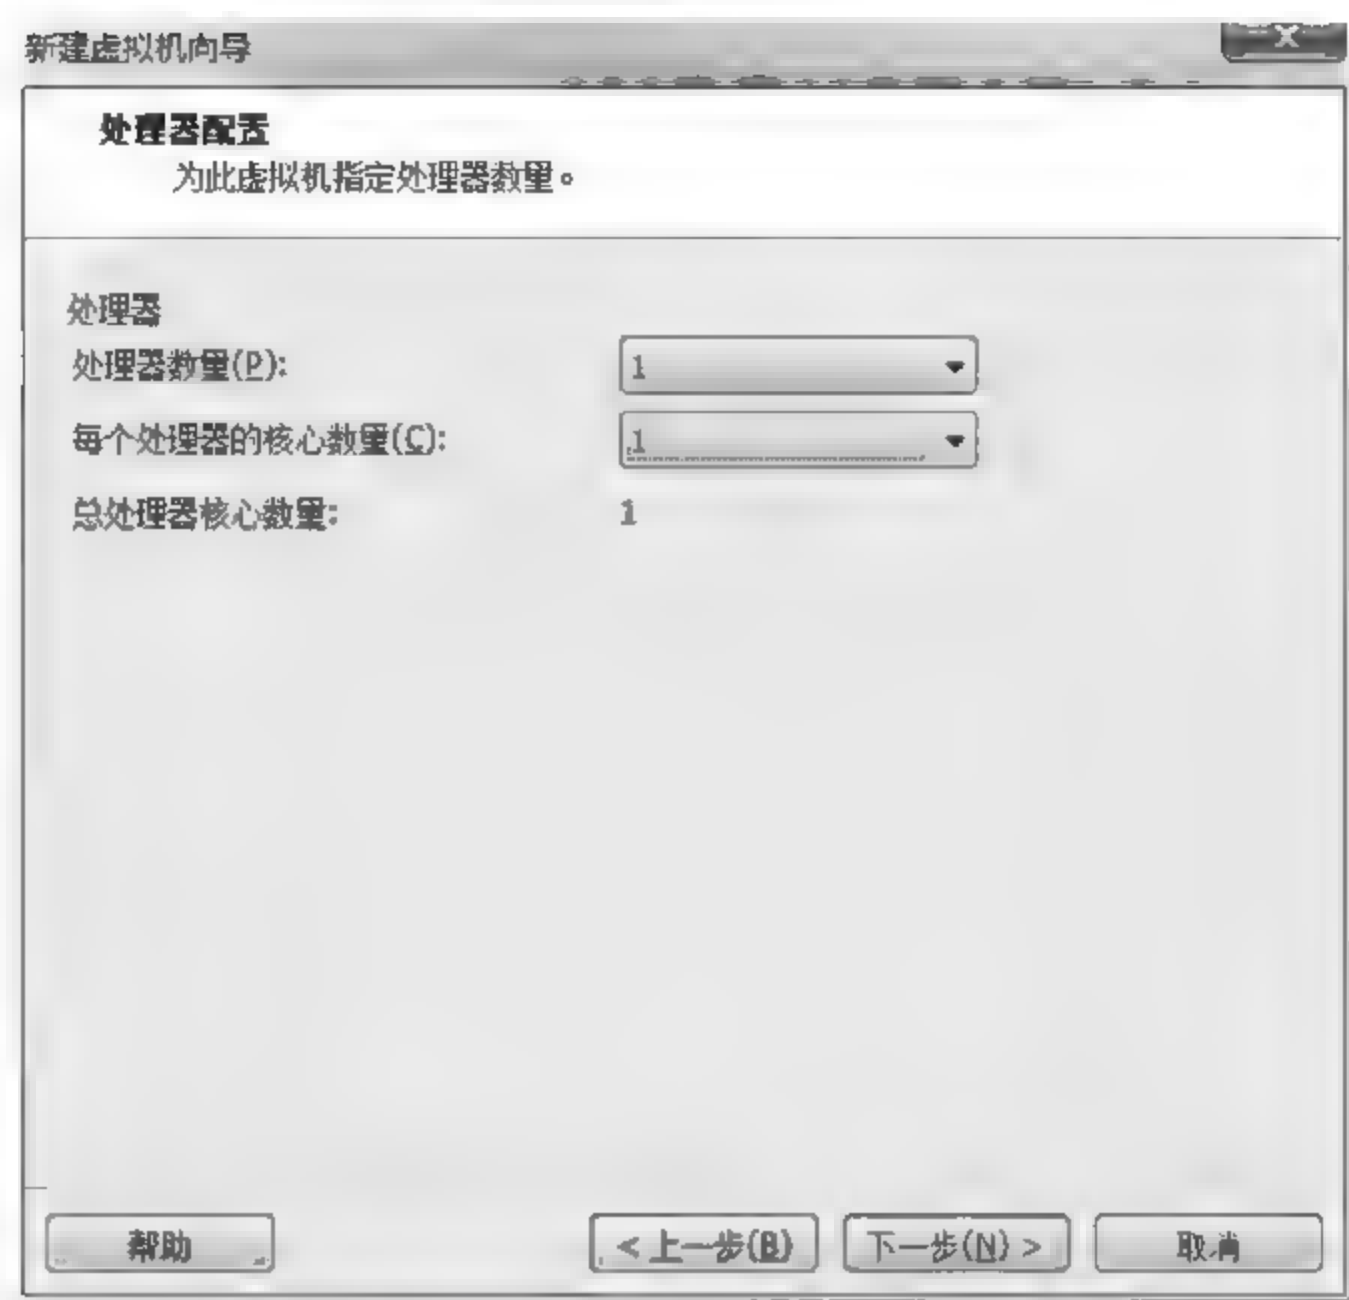 新建虚拟机向导
处理器配置
为此虚拟机指定处理器数量。
处理器
处理器数量(P): 1
每个处理器的核心数量(C): 1
总处理器核心数量: 1
帮助 < 上一步(B) 下一步(N) > 取消